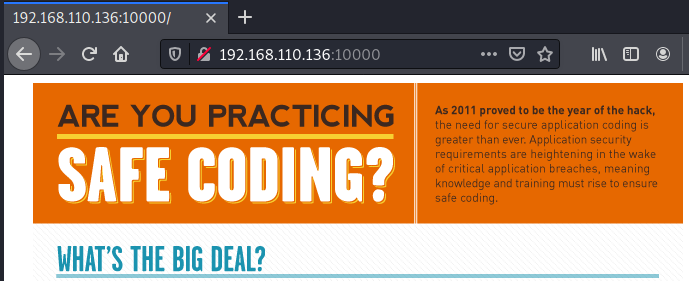 192.168.110.136:10000/
192.168.110.136:10000
ARE YOU PRACTICING
SAFE CODING?
As 2011 proved to be the year of the hack,
the need for secure application coding is
greater than ever. Application security
requirements are heightening in the wake
of critical application breaches, meaning
knowledge and training must rise to ensure
safe coding.
WHAT'S THE BIG DEAL?